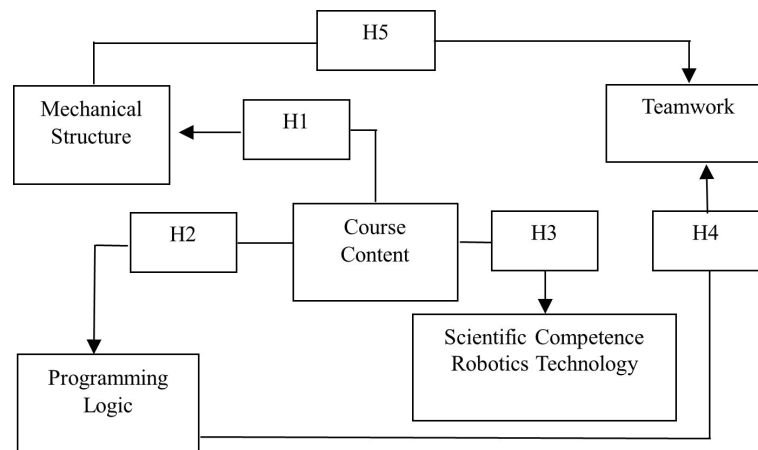 H5
Mechanical
Structure
H1
Teamwork
H2
Course
Content
H3
H4
Scientific Competence
Robotics Technology
Programming
Logic